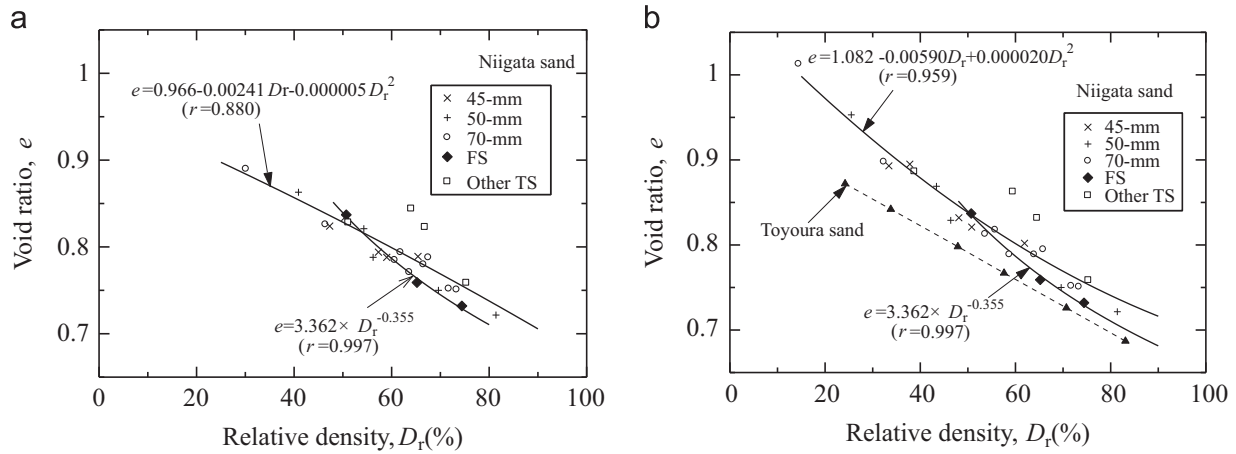 a
Void ratio, e
1
0.9
0.8
0.7
0.6
0
20
40
60
80
100
Relative density, Dr(%)
Niigata sand
45-mm
50-mm
70-mm
FS
Other TS
e=0.966-0.00241 Dr-0.000005 Dr²
(r=0.880)
e=3.362× Dr^-0.355
(r=0.997)
b
Void ratio, e
1
0.9
0.8
0.7
0.6
0
20
40
60
80
100
Relative density, Dr(%)
e=1.082 -0.00590Dr+0.000020Dr²
(r=0.959)
Niigata sand
45-mm
50-mm
70-mm
FS
Other TS
Toyoura sand
e=3.362× Dr^-0.355
(r=0.997)